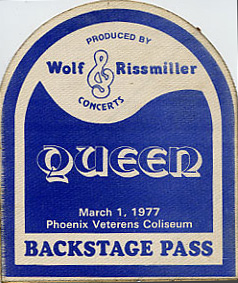 PRODUCED BY
Wolf & Rissmiller
CONCERTS
QUEEN
March 1, 1977
Phoenix Veterens Coliseum
BACKSTAGE PASS